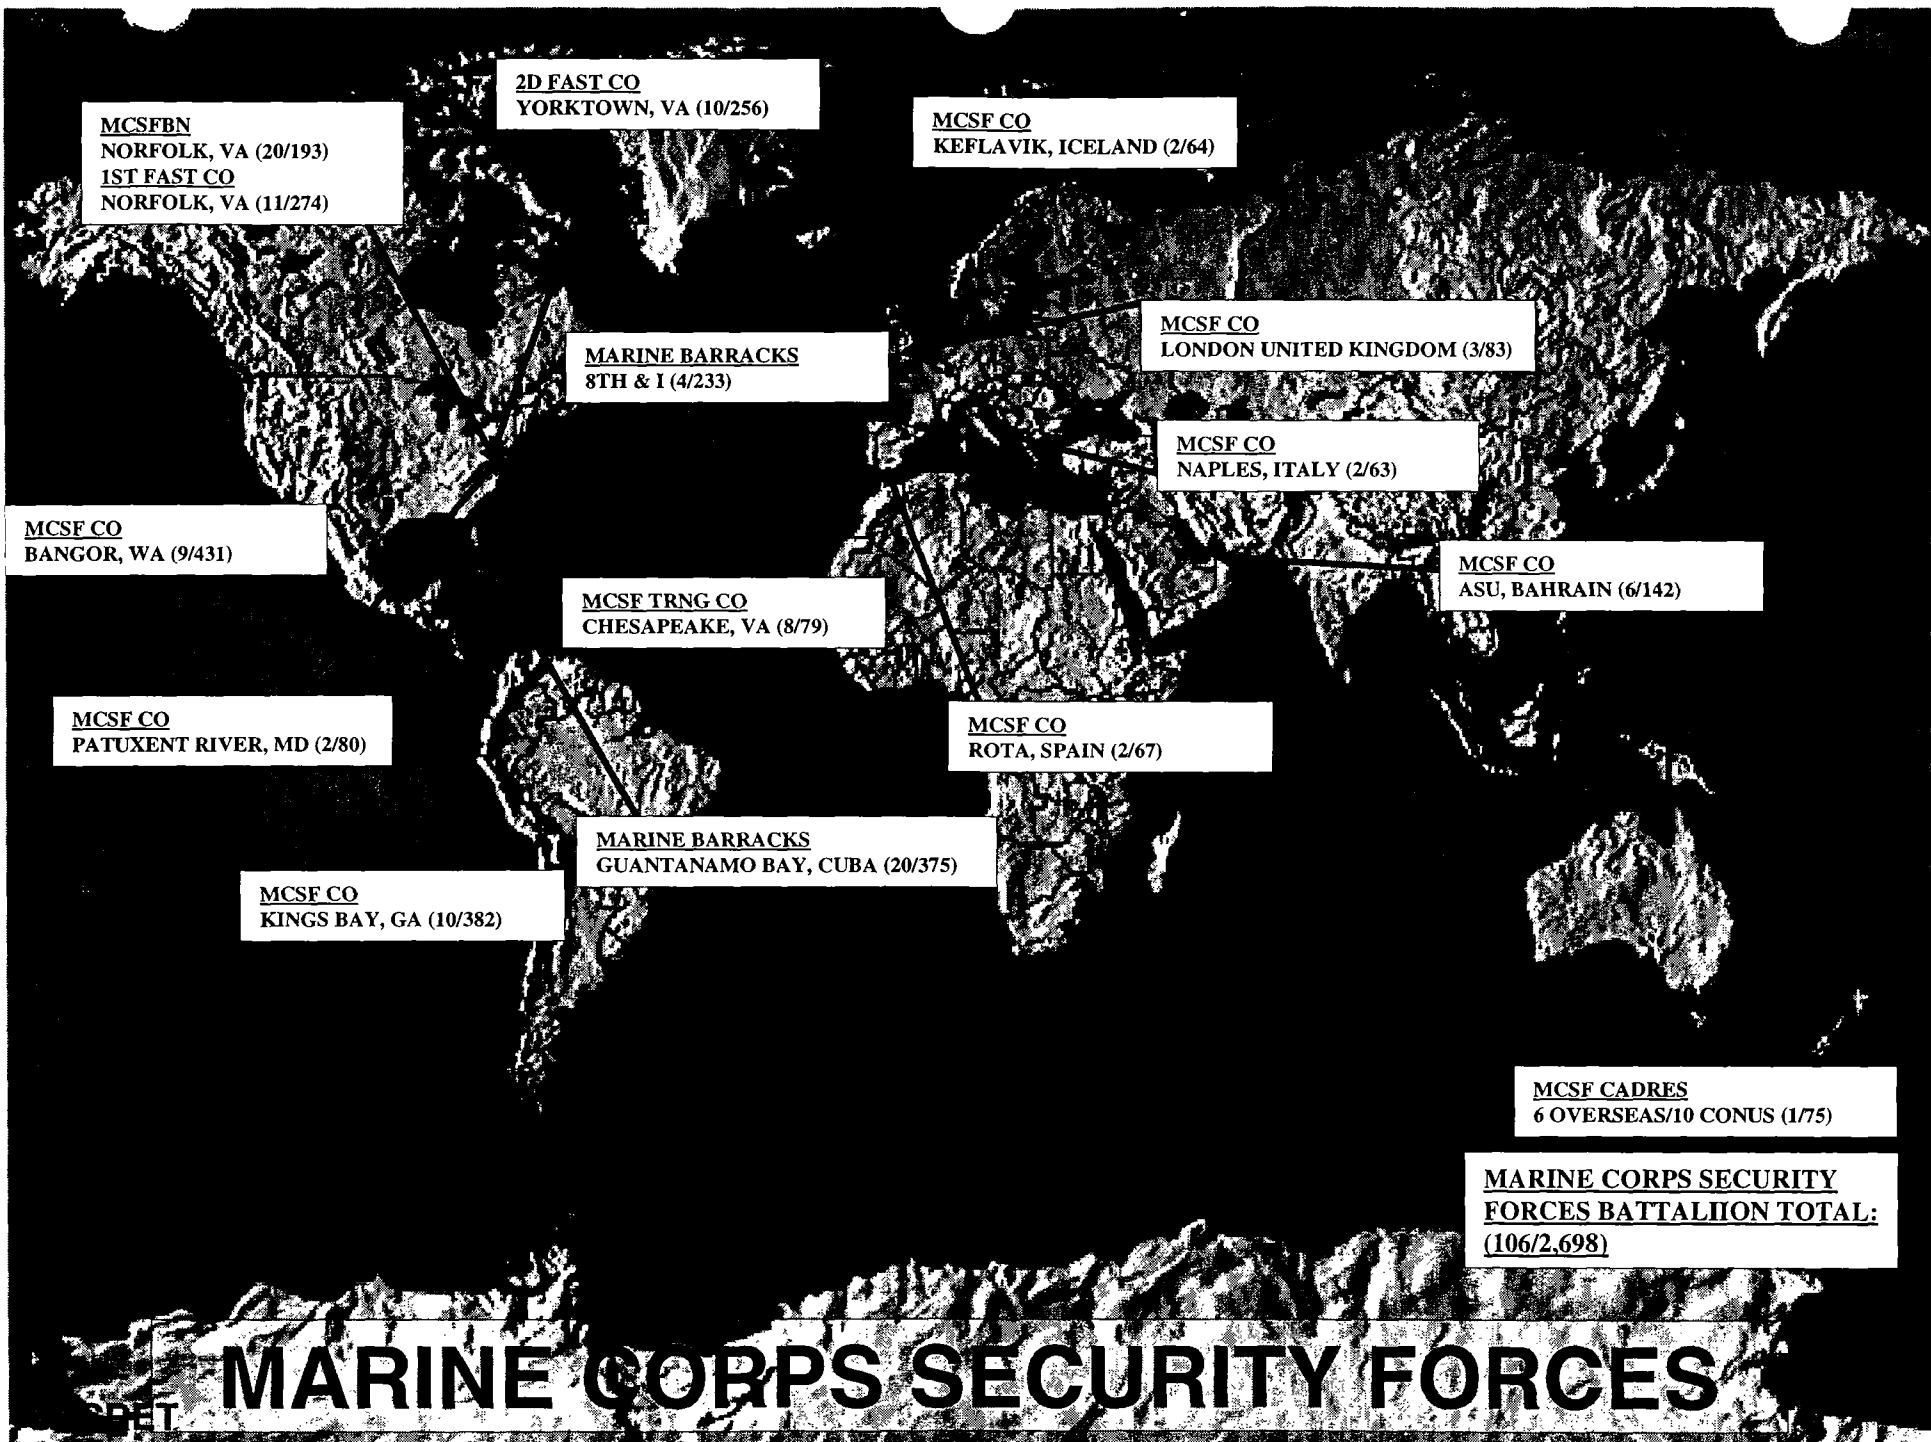 2D FAST CO
YORKTOWN, VA (10/256)
MCSFBN
NORFOLK, VA (20/193)
1ST FAST CO
NORFOLK, VA (11/274)
MCSF CO
KEFLAVIK, ICELAND (2/64)
MCSF CO
LONDON UNITED KINGDOM (3/83)
MARINE BARRACKS
8TH & I (4/233)
MCSF CO
NAPLES, ITALY (2/63)
MCSF CO
BANGOR, WA (9/431)
MCSF CO
ASU, BAHRAIN (6/142)
MCSF TRNG CO
CHESAPEAKE, VA (8/79)
MCSF CO
PATUXENT RIVER, MD (2/80)
MCSF CO
ROTA, SPAIN (2/67)
MARINE BARRACKS
GUANTANAMO BAY, CUBA (20/375)
MCSF CO
KINGS BAY, GA (10/382)
MCSF CADRES
6 OVERSEAS/10 CONUS (1/75)
MARINE CORPS SECURITY
FORCES BATTALIION TOTAL:
(106/2,698)
MARINE CORPS SECURITY FORCES